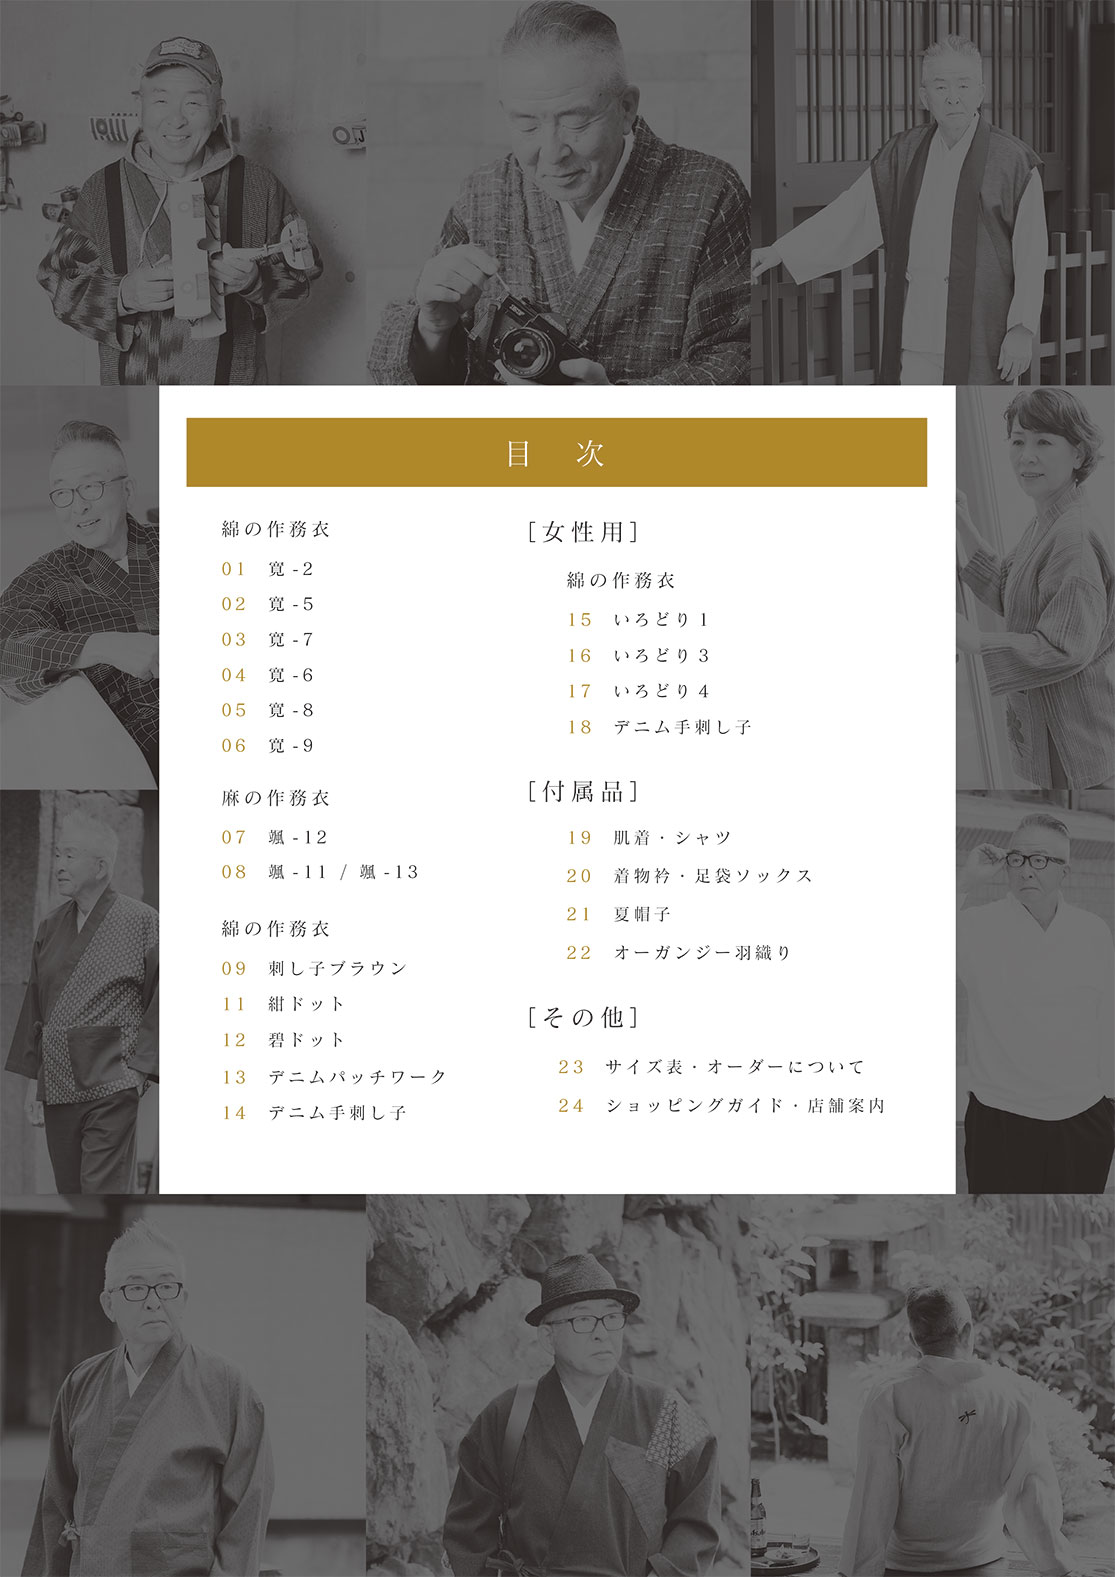 目 次
綿の作務衣
01 寛-2
02 寛-5
03 寛-7
04 寛-6
05 寛-8
06 寛-9
麻の作務衣
07 颯-12
08 颯-11 / 颯-13
綿の作務衣
09 刺し子ブラウン
11 紺ドット
12 碧ドット
13 デニムパッチワーク
14 デニム手刺し子
［女性用］
綿の作務衣
15 いろどり1
16 いろどり3
17 いろどり4
18 デニム手刺し子
［付属品］
19 肌着・シャツ
20 着物衿・足袋ソックス
21 夏帽子
22 オーガンジー羽織り
［その他］
23 サイズ表・オーダーについて
24 ショッピングガイド・店舗案内